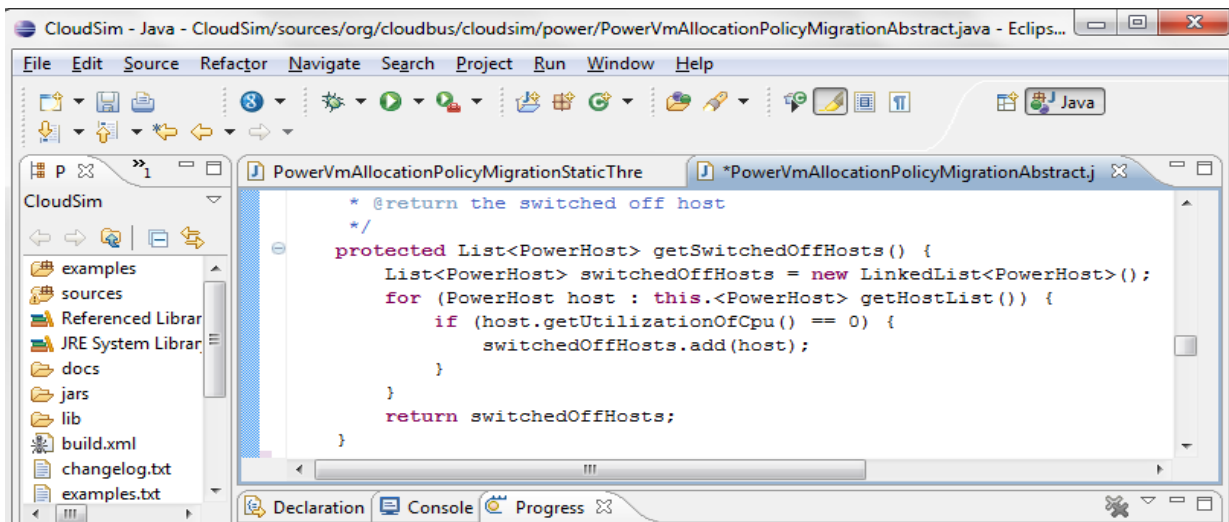 CloudSim - Java - CloudSim/sources/org/cloudbus/cloudsim/power/PowerVmAllocationPolicyMigrationAbstract.java - Eclips...
File Edit Source Refactor Navigate Search Project Run Window Help
Java
P
1
PowerVmAllocationPolicyMigrationStaticThre
*PowerVmAllocationPolicyMigrationAbstract.j
CloudSim
examples
sources
Referenced Librar
JRE System Librar
docs
jars
lib
build.xml
changelog.txt
examples.txt
* @return the switched off host
*/
protected List<PowerHost> getSwitchedOffHosts() {
List<PowerHost> switchedOffHosts = new LinkedList<PowerHost>();
for (PowerHost host : this.<PowerHost> getHostList()) {
if (host.getUtilizationOfCpu() == 0) {
switchedOffHosts.add(host);
}
}
return switchedOffHosts;
}
Declaration Console Progress